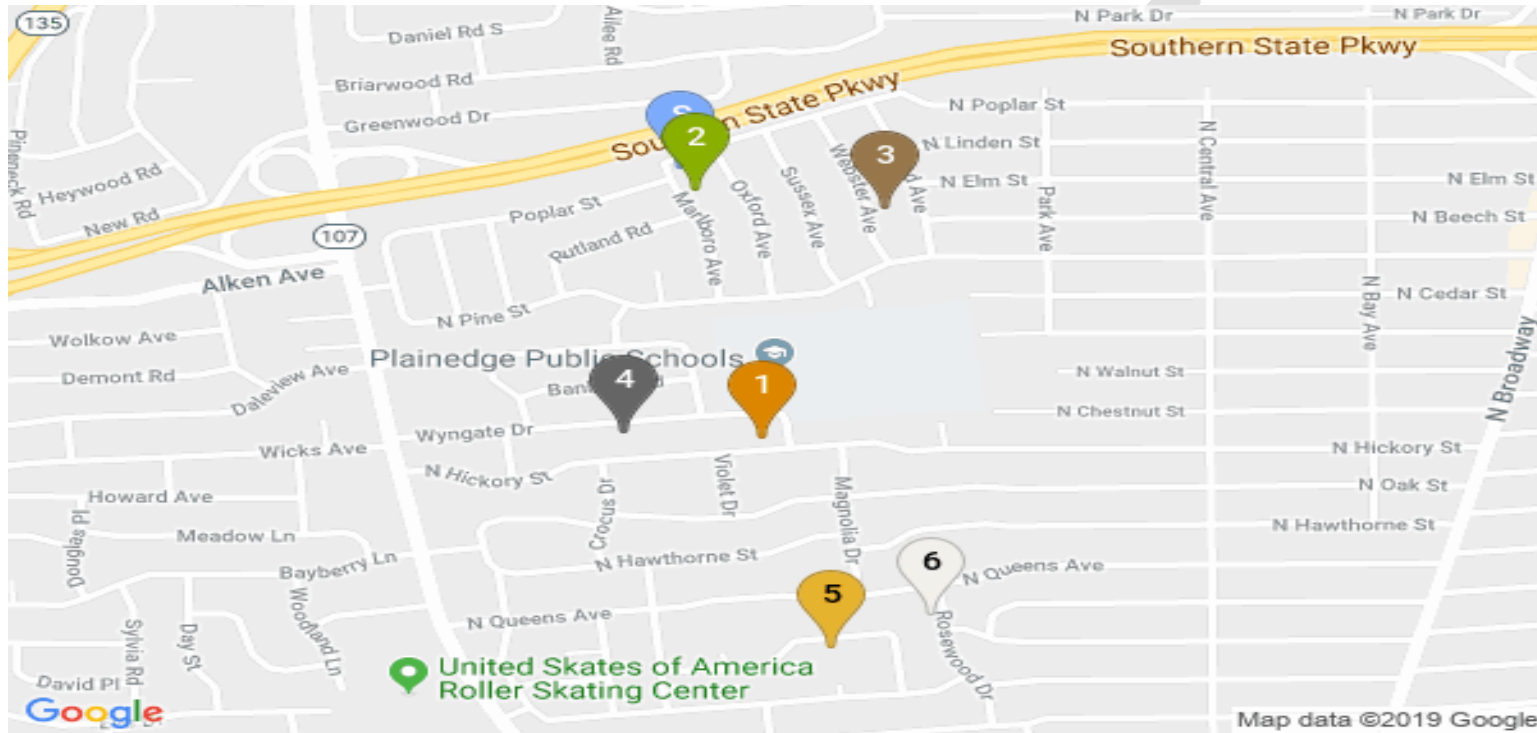 135
N Park Dr
N Park Dr
Daniel Rd S
Ailee Rd
Southern State Pkwy
Briarwood Rd
Southern State Pkwy
N Poplar St
Greenwood Dr
S
2
3
N Linden St
Pineneck Rd
Heywood Rd
N Elm St
N Elm St
N Central Ave
Webster Ave
Sussex Ave
Oxford Ave
Marlboro Ave
Park Ave
Ave
New Rd
Poplar St
N Beech St
107
Rutland Rd
Alken Ave
N Cedar St
N Bay Ave
N Pine St
Wolkow Ave
Plainedge Public Schools
Demont Rd
Daleview Ave
4
1
N Walnut St
N Broadway
N Chestnut St
Wyngate Dr
Wicks Ave
N Hickory St
N Hickory St
Violet Dr
Crocus Dr
Magnolia Dr
Howard Ave
N Oak St
Douglas Pl
Meadow Ln
N Hawthorne St
Bayberry Ln
N Hawthorne St
6
N Queens Ave
5
Woodland Ln
N Queens Ave
Sylvia Rd
Day St
Rosewood Dr
United Skates of America
Roller Skating Center
David Pl
Google
Map data ©2019 Google